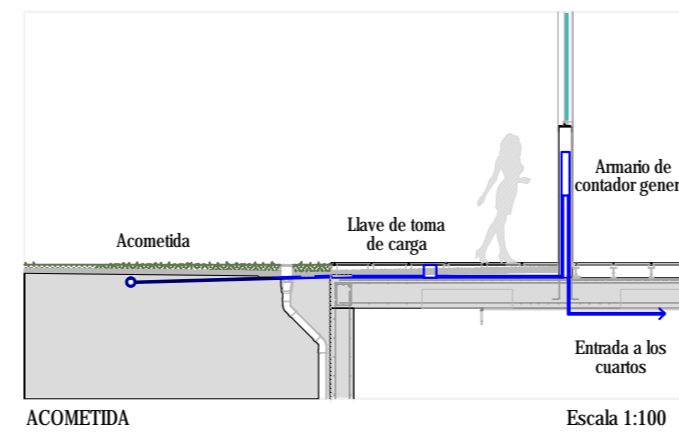 Armario de
contador gener
Llave de toma
de carga
Acometida
Entrada a los
cuartos
ACOMETIDA
Escala 1:100